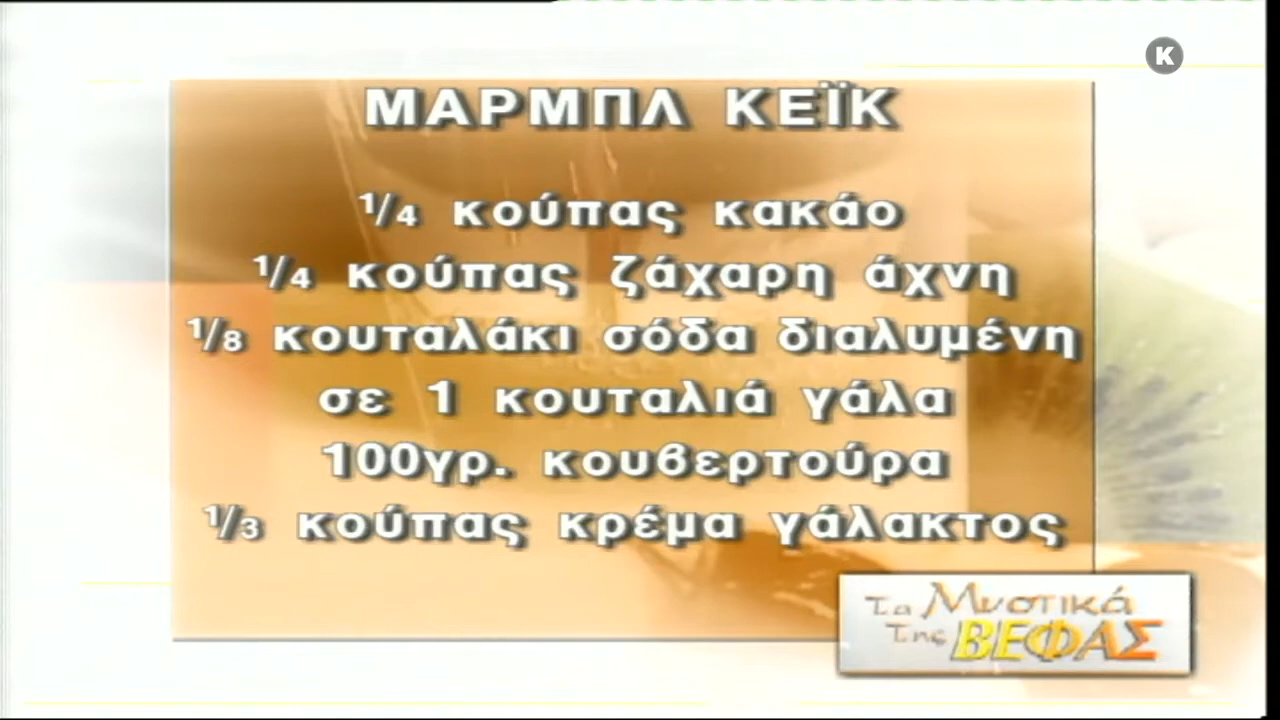 K
ΜΑΡΜΠΛ ΚΕΪΚ
1/4 κούπας κακάο
1/4 κούπας ζάχαρη άχνη
1/8 κουταλάκι σόδα διαλυμένη
σε 1 κουταλιά γάλα
100γρ. κουβερτούρα
1/3 κούπας κρέμα γάλακτος
Τα Μυστικά
της ΒΕΦΑΣ